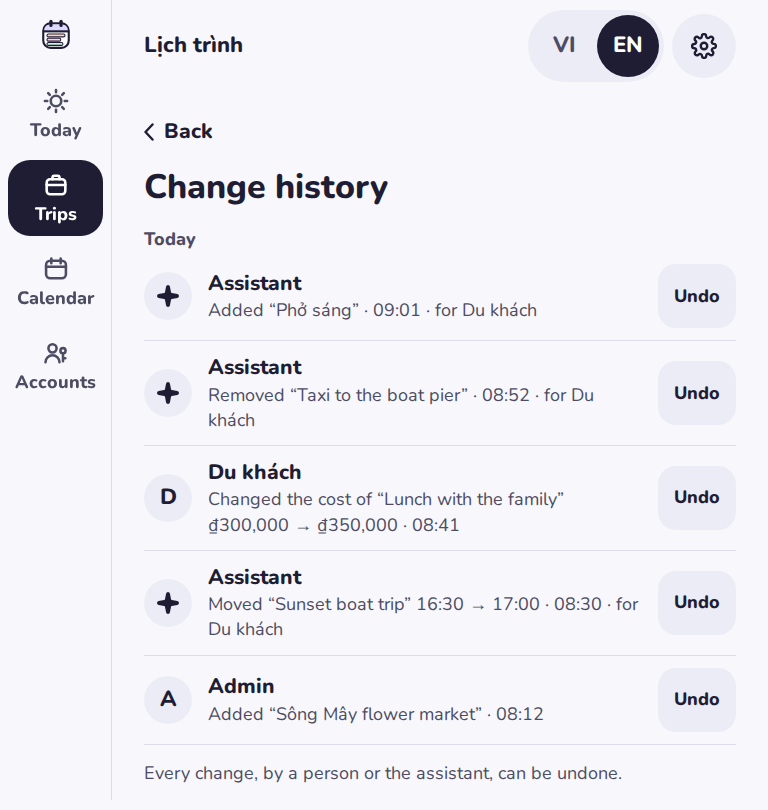 Lịch trình
VI
EN
Today
Trips
Calendar
Accounts
Back
Change history
Today
Assistant
Added “Phở sáng” · 09:01 · for Du khách
Undo
Assistant
Removed “Taxi to the boat pier” · 08:52 · for Du
khách
Undo
D
Du khách
Changed the cost of “Lunch with the family”
₫300,000 → ₫350,000 · 08:41
Undo
Assistant
Moved “Sunset boat trip” 16:30 → 17:00 · 08:30 · for
Du khách
Undo
A
Admin
Added “Sông Mây flower market” · 08:12
Undo
Every change, by a person or the assistant, can be undone.